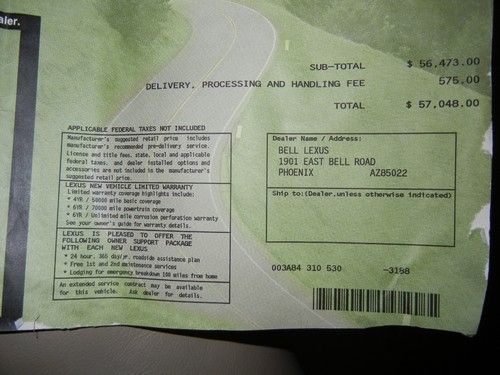 aler.
SUB-TOTAL $ 56,473.00
DELIVERY, PROCESSING AND HANDLING FEE 575.00
TOTAL $ 57,048.00
APPLICABLE FEDERAL TAXES NOT INCLUDED
Manufacturer's suggested retail price includes
manufacturer's recommended pre-delivery service.
License and title fees, state, local and applicable
federal taxes, and dealer installed options and
accessories are not included in the manufacturer's
suggested retail price.
LEXUS NEW VEHICLE LIMITED WARRANTY
Limited warranty coverage highlights include:
* 4YR / 50000 mile basic coverage
* 6YR / 70000 mile powertrain coverage
* 6YR / Unlimited mile corrosion perforation warranty
See your owner's guide for warranty details.
LEXUS IS PLEASED TO OFFER THE
FOLLOWING OWNER SUPPORT PACKAGE
WITH EACH NEW LEXUS
* 24 hour, 365 day/yr. roadside assistance plan
* Free 1st and 2nd maintenance services
* Lodging for emergency breakdown 100 miles from home
An extended service contract may be available
for this vehicle. Ask dealer for details.
Dealer Name / Address:
BELL LEXUS
1901 EAST BELL ROAD
PHOENIX AZ85022
Ship to:(Dealer.unless otherwise indicated)
003A84 310 530 -3198